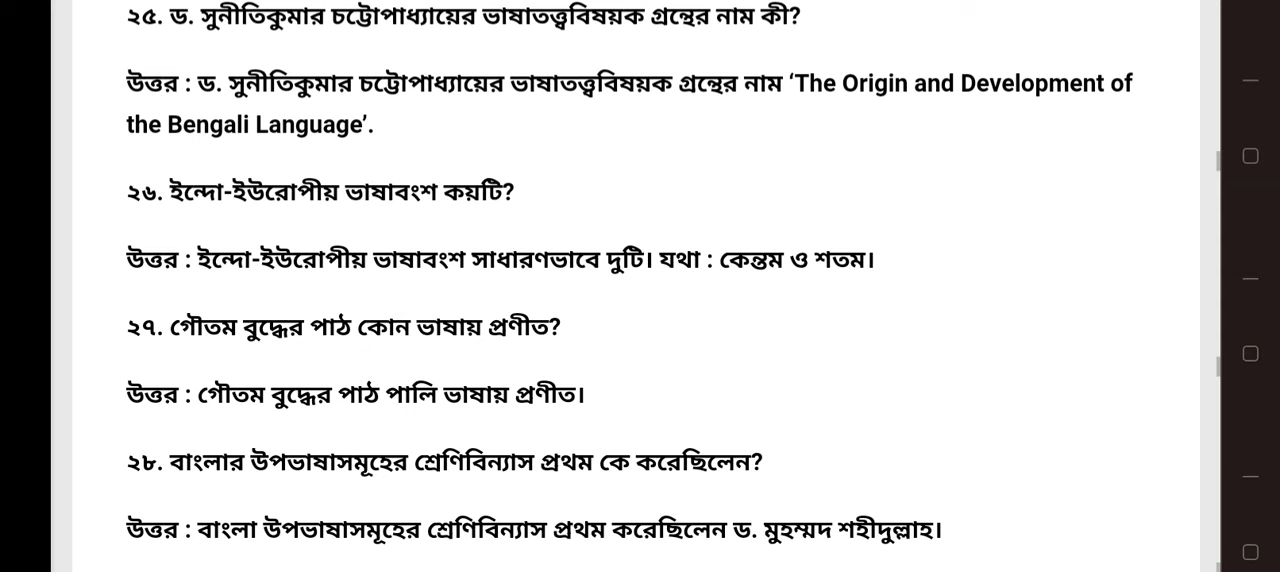 ২৫. ড. সুনীতিকুমার চট্টোপাধ্যায়ের ভাষাতত্ত্ববিষয়ক গ্রন্থের নাম কী?
উত্তর : ড. সুনীতিকুমার চট্টোপাধ্যায়ের ভাষাতত্ত্ববিষয়ক গ্রন্থের নাম ‘The Origin and Development of
the Bengali Language’.
২৬. ইন্দো-ইউরোপীয় ভাষাবংশ কয়টি?
উত্তর : ইন্দো-ইউরোপীয় ভাষাবংশ সাধারণভাবে দুটি। যথা : কেন্তম ও শতম।
২৭. গৌতম বুদ্ধের পাঠ কোন ভাষায় প্রণীত?
উত্তর : গৌতম বুদ্ধের পাঠ পালি ভাষায় প্রণীত।
২৮. বাংলার উপভাষাসমূহের শ্রেণিবিন্যাস প্রথম কে করেছিলেন?
উত্তর : বাংলা উপভাষাসমূহের শ্রেণিবিন্যাস প্রথম করেছিলেন ড. মুহম্মদ শহীদুল্লাহ।